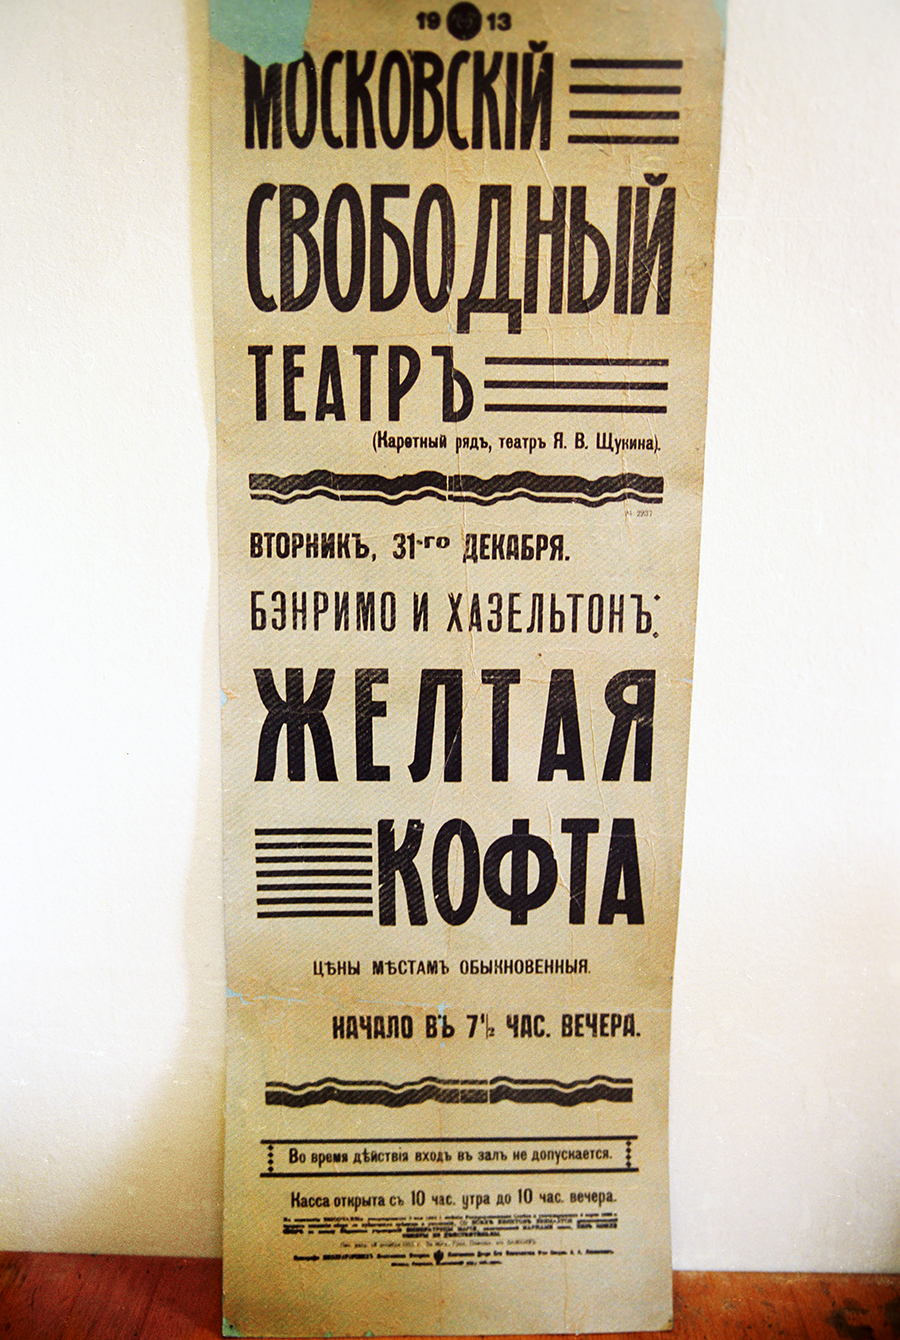 19 13
МОСКОВСКІЙ
СВОБОДНЫЙ
ТЕАТРЪ
(Каретный рядъ, театръ Я. В. Щукина).
ВТОРНИКЪ, 31-го ДЕКАБРЯ.
БЭНРИМО И ХАЗЕЛЬТОНЪ:
ЖЕЛТАЯ
КОФТА
ЦѢНЫ МѢСТАМЪ ОБЫКНОВЕННЫЯ.
НАЧАЛО ВЪ 7½ ЧАС. ВЕЧЕРА.
Во время дѣйствія входъ въ залъ не допускается.
Касса открыта съ 10 час. утра до 10 час. вечера.